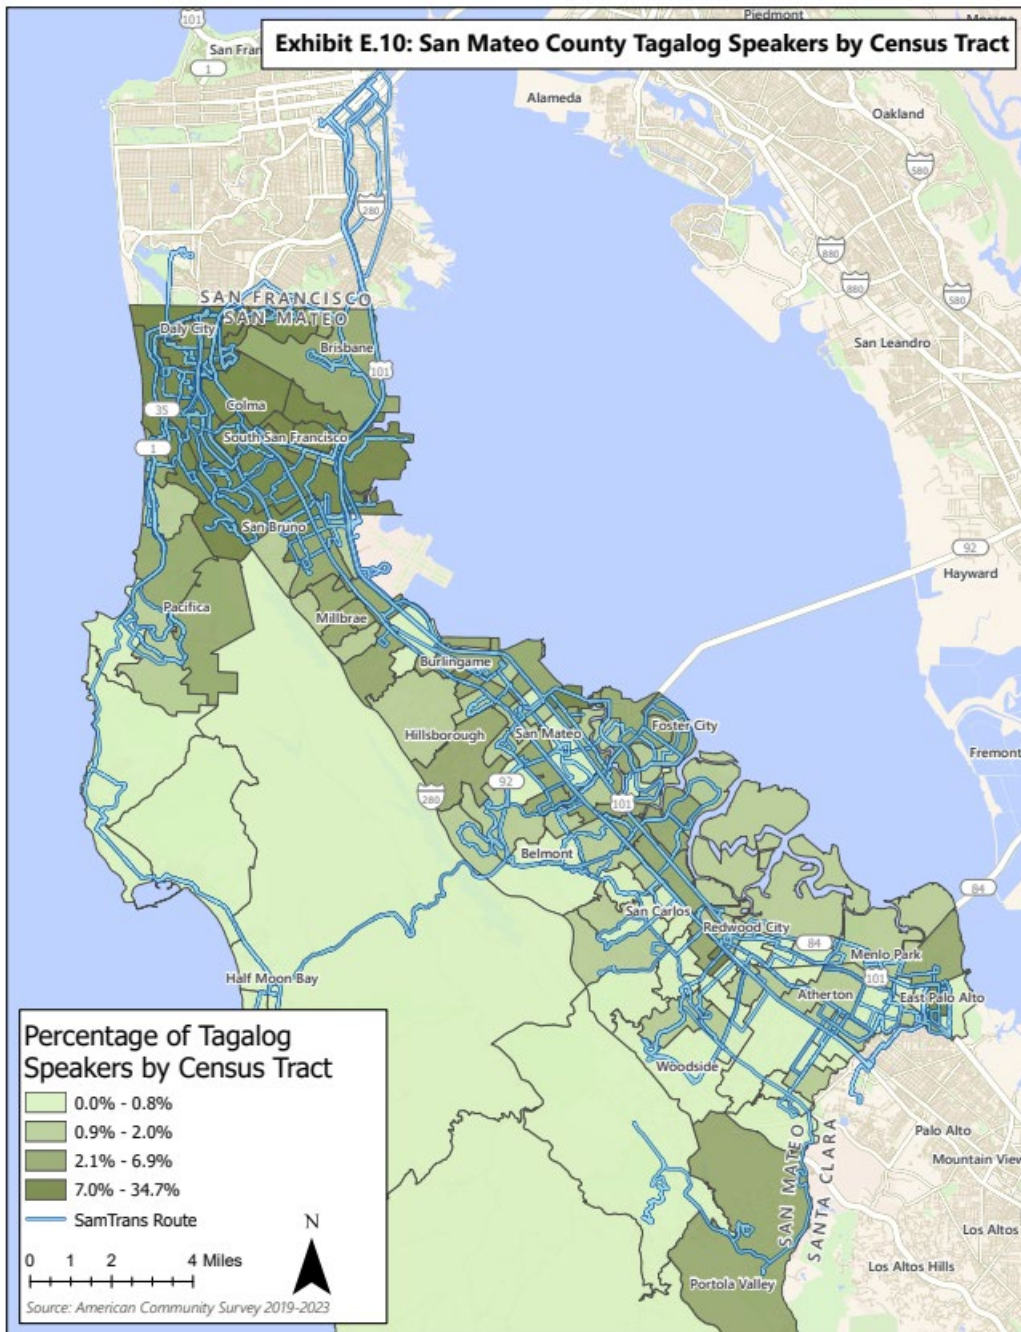 Piedmont
101
San Fran
Exhibit E.10: San Mateo County Tagalog Speakers by Census Tract
1
Alameda
Oakland
580
280
880
880
580
SAN FRANCISCO
SAN MATEO
Daly City
Brisbane
San Leandro
101
35
Colma
1
South San Francisco
San Bruno
92
Hayward
Pacifica
Millbrae
Burlingame
Hillsborough
San Mateo
Foster City
Fremont
92
280
101
Belmont
84
San Carlos
Redwood City
84
Menlo Park
101
Half Moon Bay
Atherton
East Palo Alto
Woodside
Palo Alto
Mountain View
SAN MATEO
SANTA CLARA
Los Altos
Los Altos Hills
Portola Valley
Percentage of Tagalog
Speakers by Census Tract
0.0% - 0.8%
0.9% - 2.0%
2.1% - 6.9%
7.0% - 34.7%
SamTrans Route
N
0 1 2 4 Miles
Source: American Community Survey 2019-2023